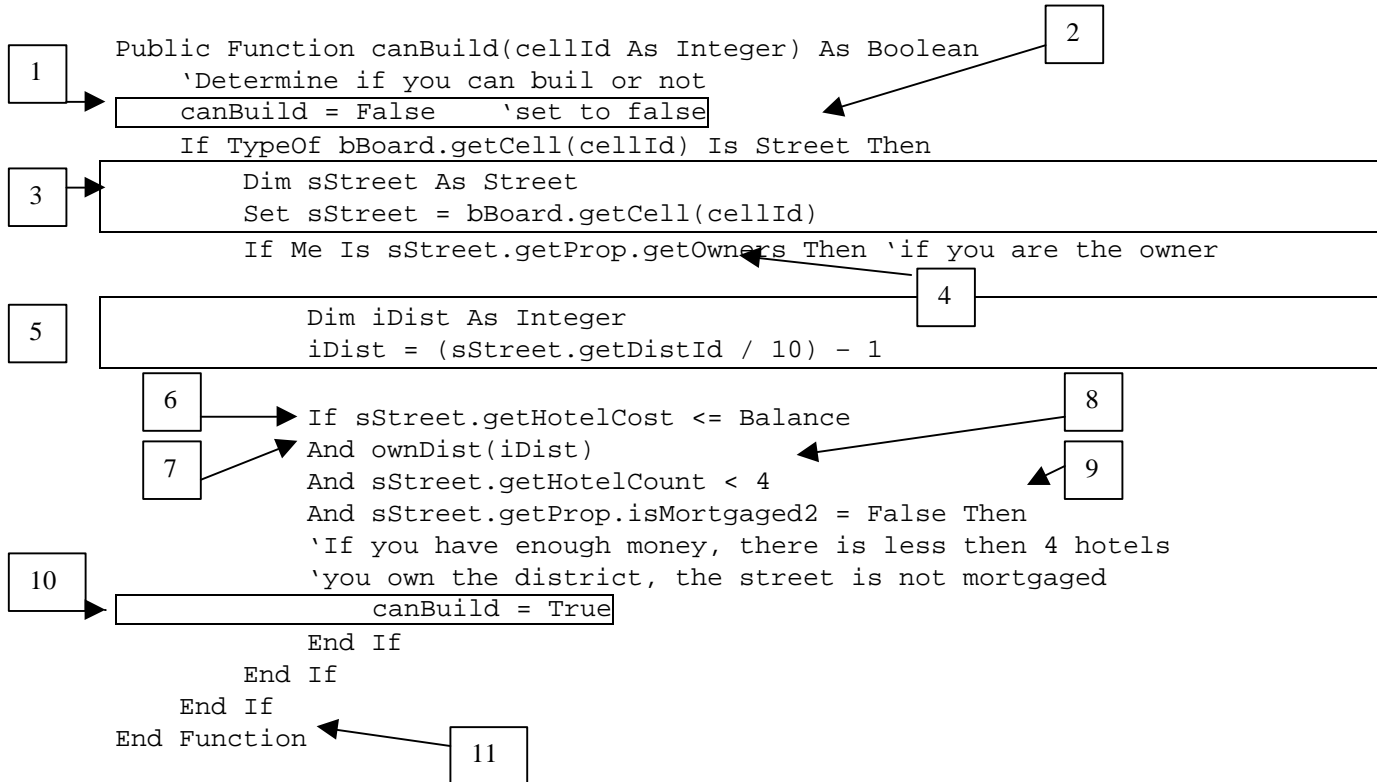 2
Public Function canBuild(cellId As Integer) As Boolean
1
‘Determine if you can buil or not
canBuild = False ‘set to false
If TypeOf bBoard.getCell(cellId) Is Street Then
3
Dim sStreet As Street
Set sStreet = bBoard.getCell(cellId)
If Me Is sStreet.getProp.getOwners Then ‘if you are the owner
4
5
Dim iDist As Integer
iDist = (sStreet.getDistId / 10) – 1
6
8
If sStreet.getHotelCost <= Balance
7
And ownDist(iDist)
9
And sStreet.getHotelCount < 4
And sStreet.getProp.isMortgaged2 = False Then
‘If you have enough money, there is less then 4 hotels
10
‘you own the district, the street is not mortgaged
canBuild = True
End If
End If
End If
End Function
11